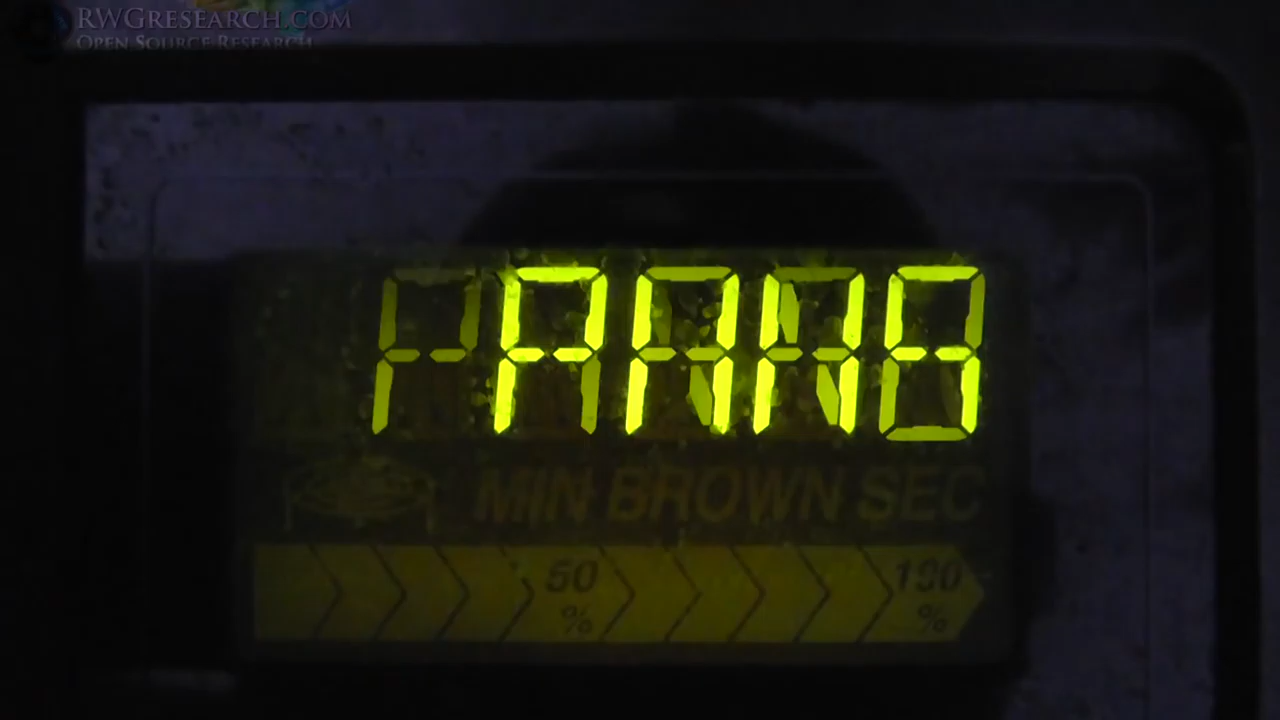 RWGRESEARCH.COM
OPEN SOURCE RESEARCH
MIN BROWN SEC
50 %
100 %